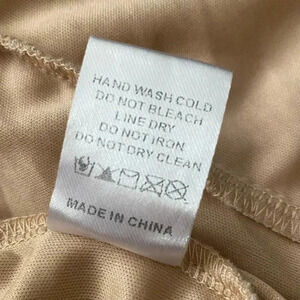 HAND WASH COLD
DO NOT BLEACH
LINE DRY
DO NOT IRON
DO NOT DRY CLEAN
MADE IN CHINA